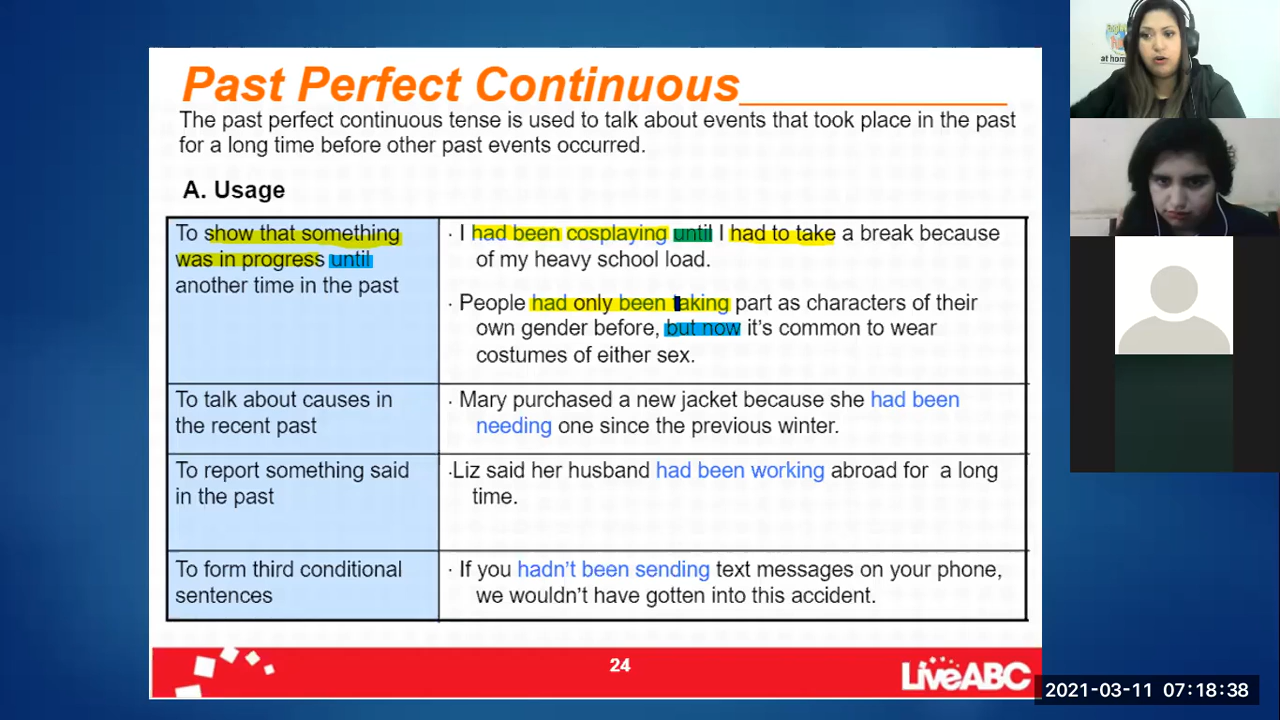 Past Perfect Continuous
The past perfect continuous tense is used to talk about events that took place in the past
for a long time before other past events occurred.
A. Usage
To show that something
was in progress until
another time in the past
· I had been cosplaying until I had to take a break because
of my heavy school load.
· People had only been taking part as characters of their
own gender before, but now it's common to wear
costumes of either sex.
To talk about causes in
the recent past
· Mary purchased a new jacket because she had been
needing one since the previous winter.
To report something said
in the past
·Liz said her husband had been working abroad for a long
time.
To form third conditional
sentences
· If you hadn't been sending text messages on your phone,
we wouldn't have gotten into this accident.
24
LiveABC
at hom
2021-03-11 07:18:38